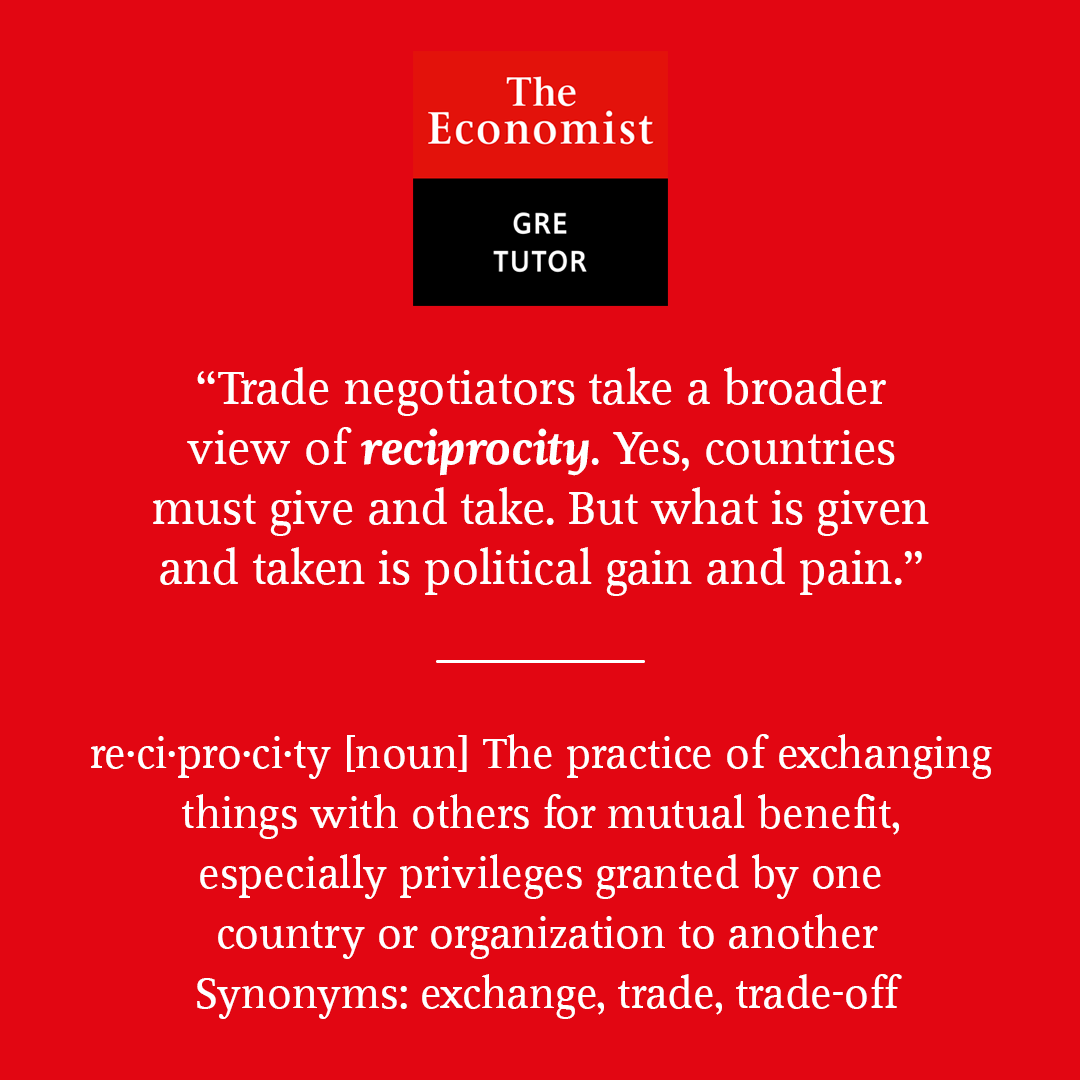 The
Economist
GRE
TUTOR
“Trade negotiators take a broader
view of reciprocity. Yes, countries
must give and take. But what is given
and taken is political gain and pain.”
re·ci·pro·ci·ty [noun] The practice of exchanging
things with others for mutual benefit,
especially privileges granted by one
country or organization to another
Synonyms: exchange, trade, trade-off